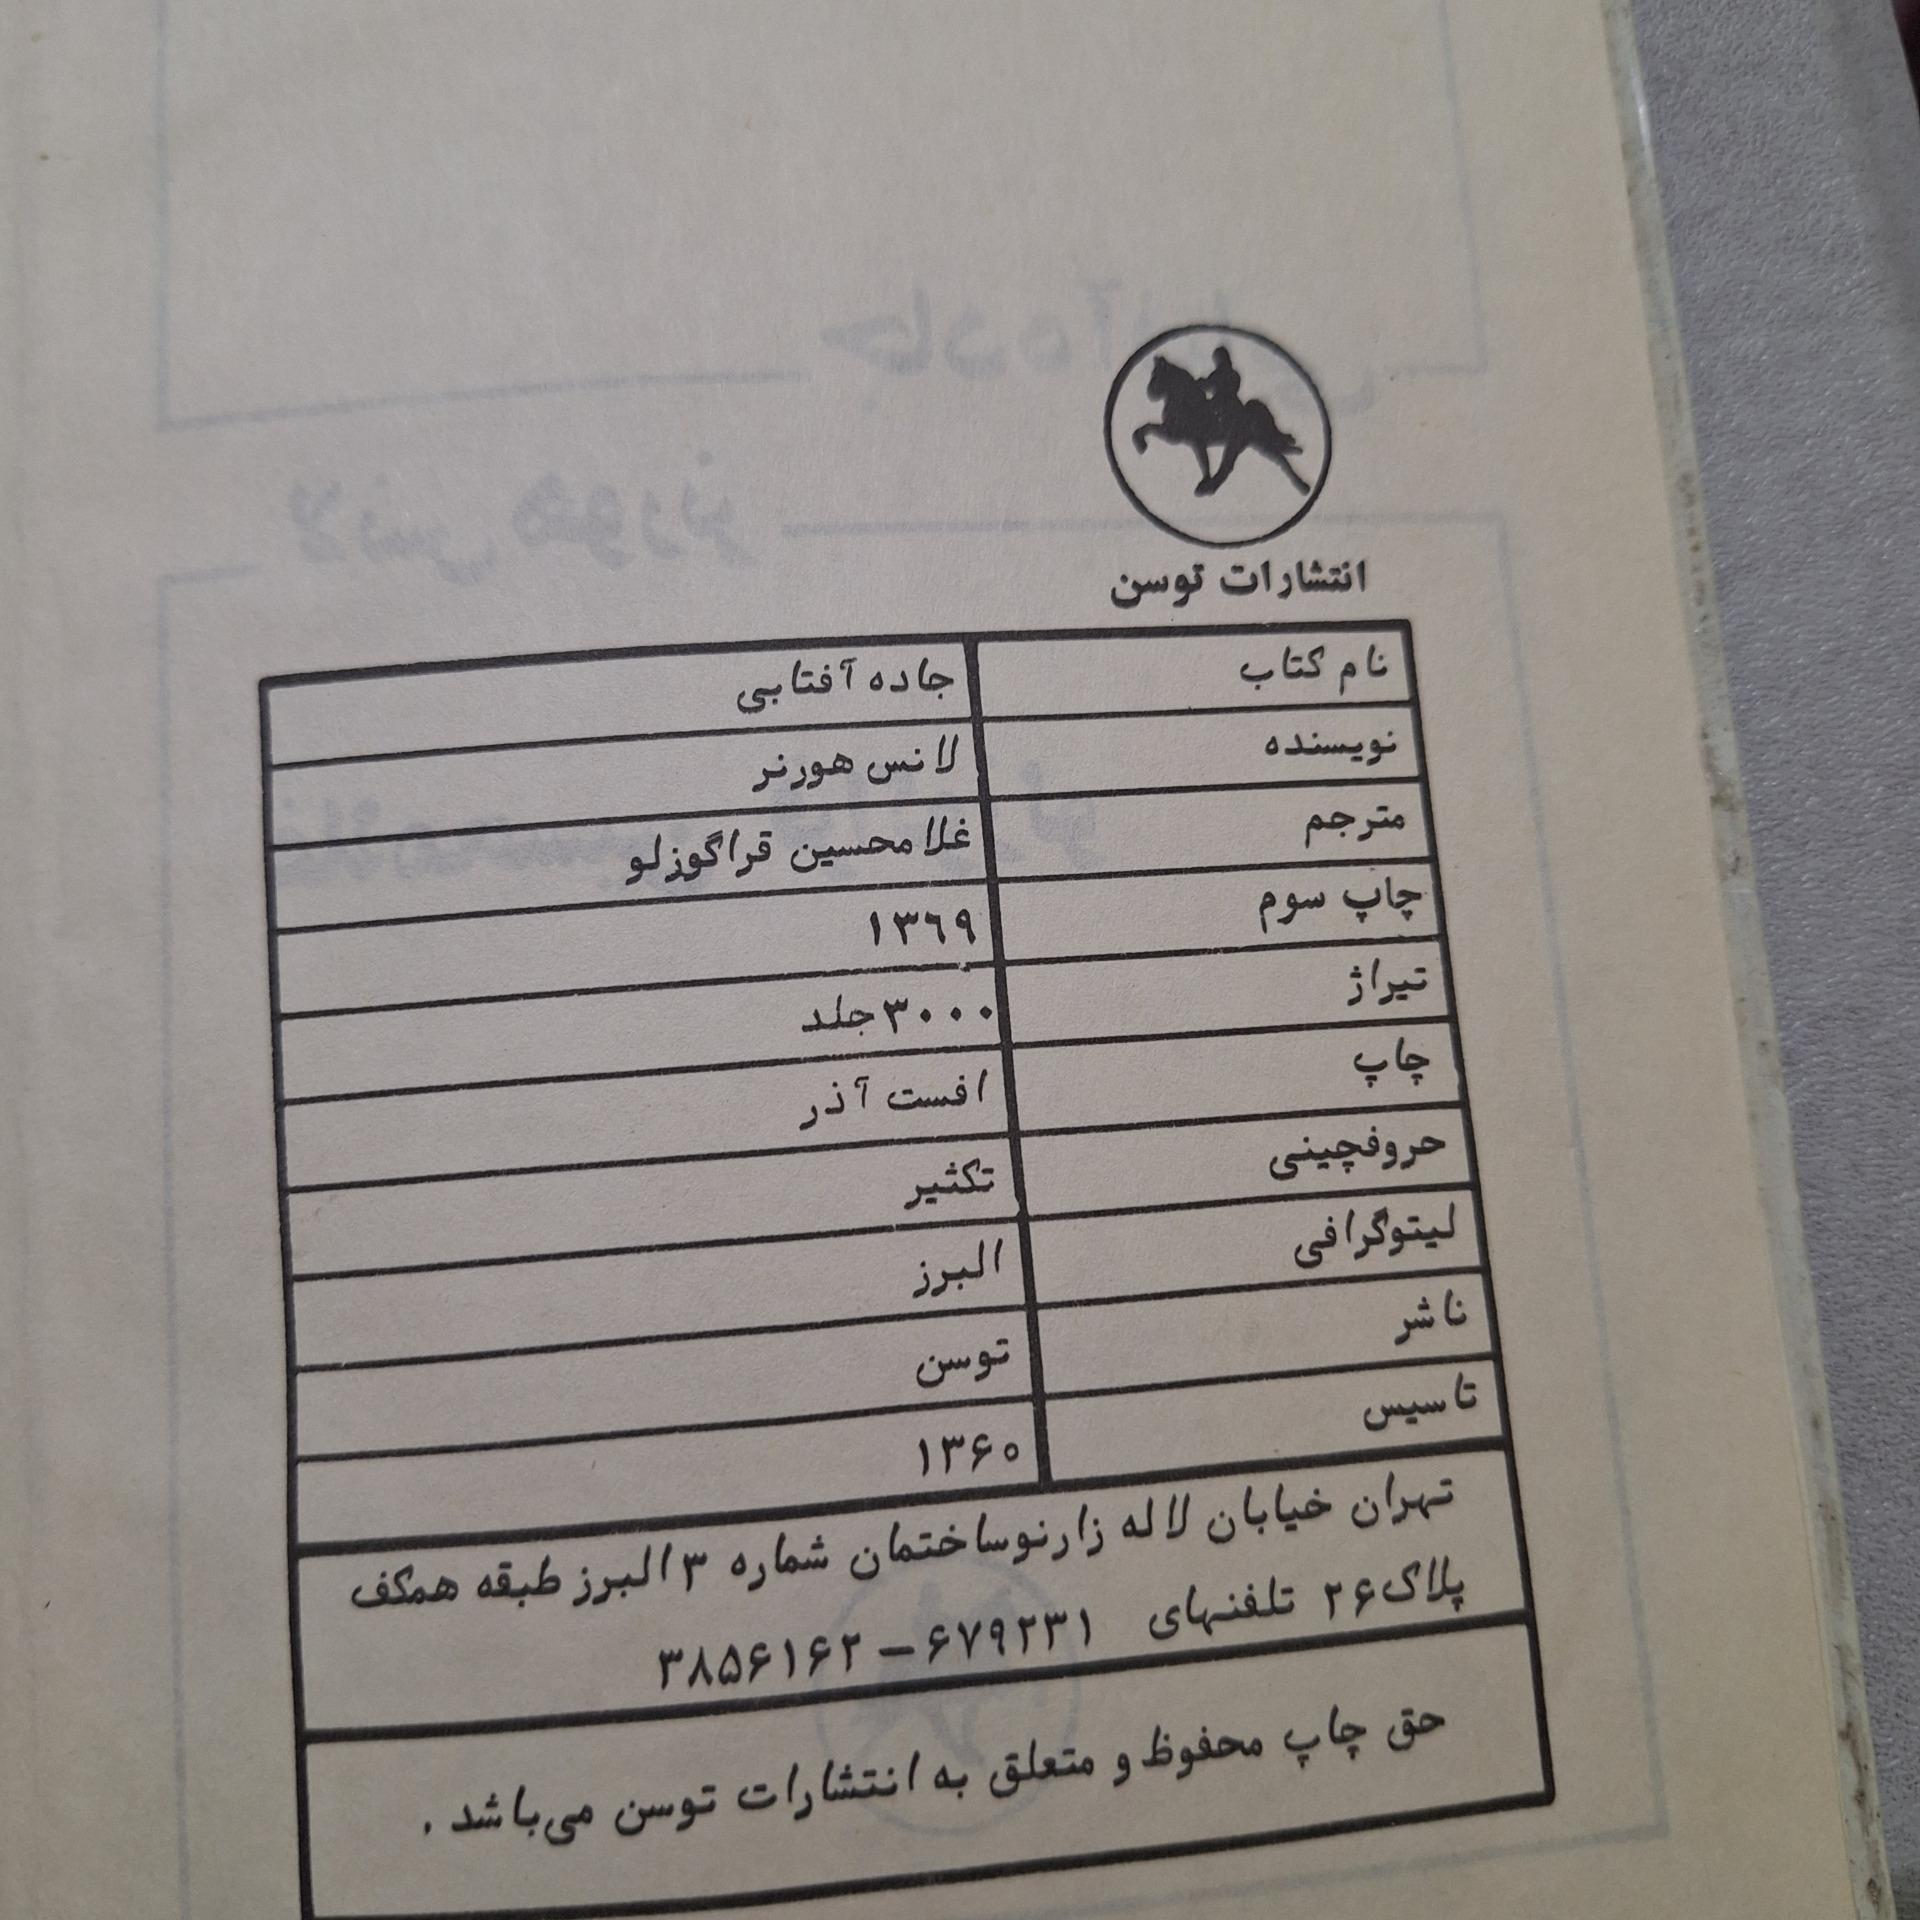 انتشارات توسن
نام کتاب جاده آفتابی
نویسنده لانس هورنر
مترجم غلامحسین قراگوزلو
چاپ سوم ۱۳۶۹
تیراژ ۳۰۰۰ جلد
چاپ افست آذر
حروفچینی تکثیر
لیتوگرافی البرز
ناشر توسن
تاسیس ۱۳۶۰
تهران خیابان لاله زارنو ساختمان شماره ۳ البرز طبقه همکف
پلاک ۲۶ تلفنهای ۶۷۹۲۳۱ – ۳۸۵۶۱۶۲
حق چاپ محفوظ و متعلق به انتشارات توسن می‌باشد .